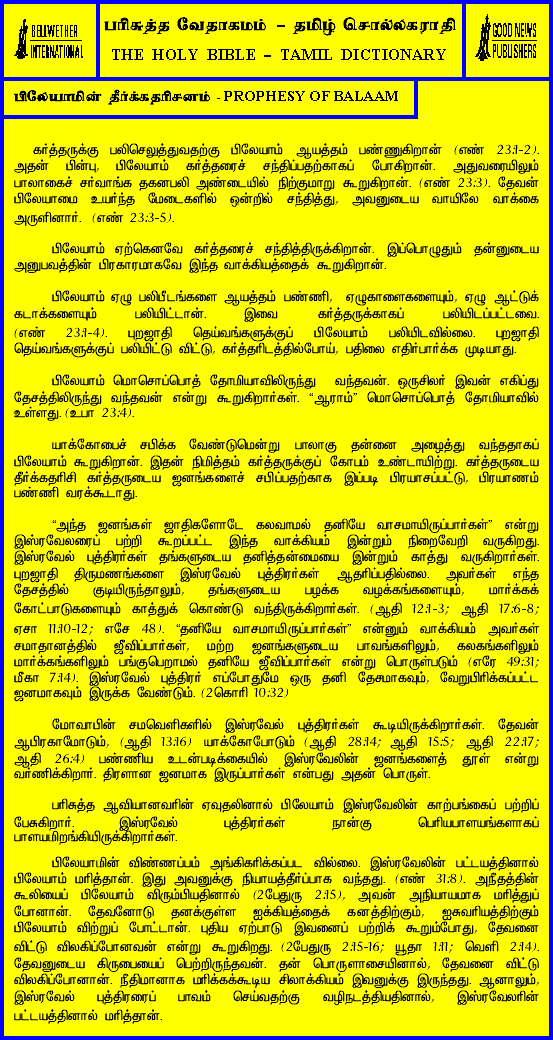 BELLWETHER
INTERNATIONAL
பரிசுத்த வேதாகமம் – தமிழ் சொல்லகராதி
THE HOLY BIBLE – TAMIL DICTIONARY
GOOD NEWS
PUBLISHERS
பிலேயாமின் தீர்க்கதரிசனம் - PROPHESY OF BALAAM
கர்த்தருக்கு பலிசெலுத்துவதற்கு பிலேயாம் ஆயத்தம் பண்ணுகிறான் (எண் 23:1-2).
அதன் பின்பு, பிலேயாம் கர்த்தரைச் சந்திப்பதற்காகப் போகிறான். அதுவரையிலும்
பாலாகைச் சர்வாங்க தகனபலி அண்டையில் நிற்குமாறு கூறுகிறான். (எண் 23:3). தேவன்
பிலேயாமை உயர்ந்த மேடைகளில் ஒன்றில் சந்தித்து, அவனுடைய வாயிலே வாக்கை
அருளினார். (எண் 23:3-5).
பிலேயாம் ஏற்கெனவே கர்த்தரைச் சந்தித்திருக்கிறான். இப்பொழுதும் தன்னுடைய
அனுபவத்தின் பிரகாரமாகவே இந்த வாக்கியத்தைக் கூறுகிறான்.
பிலேயாம் ஏழு பலிபீடங்களை ஆயத்தம் பண்ணி, ஏழுகாளைகளையும், ஏழு ஆட்டுக்
கடாக்களையும் பலியிட்டான். இவை கர்த்தருக்காகப் பலியிடப்பட்டவை.
(எண் 23:1-4). புறஜாதி தெய்வங்களுக்குப் பிலேயாம் பலியிடவில்லை. புறஜாதி
தெய்வங்களுக்குப் பலியிட்டு விட்டு, கர்த்தரிடத்தில்போய், பதிலை எதிர்பார்க்க முடியாது.
பிலேயாம் மொசொப்பொத் தோமியாவிலிருந்து வந்தவன். ஒருசிலர் இவன் எகிப்து
தேசத்திலிருந்து வந்தவன் என்று கூறுகிறார்கள். “ஆராம்” மொசொப்பொத் தோமியாவில்
உள்ளது. (உபா 23:4).
யாக்கோபைச் சபிக்க வேண்டுமென்று பாலாகு தன்னை அழைத்து வந்ததாகப்
பிலேயாம் கூறுகிறான். இதன் நிமித்தம் கர்த்தருக்குப் கோபம் உண்டாயிற்று. கர்த்தருடைய
தீர்க்கதரிசி கர்த்தருடைய ஜனங்களைச் சபிப்பதற்காக இப்படி பிரயாசப்பட்டு, பிரயாணம்
பண்ணி வரக்கூடாது.
“அந்த ஜனங்கள் ஜாதிகளோடே கலவாமல் தனியே வாசமாயிருப்பார்கள்” என்று
இஸ்ரவேலரைப் பற்றி கூறப்பட்ட இந்த வாக்கியம் இன்றும் நிறைவேறி வருகிறது.
இஸ்ரவேல் புத்திரர்கள் தங்களுடைய தனித்தன்மையை இன்றும் காத்து வருகிறார்கள்.
புறஜாதி திருமணங்களை இஸ்ரவேல் புத்திரர்கள் ஆதரிப்பதில்லை. அவர்கள் எந்த
தேசத்தில் குடியிருந்தாலும், தங்களுடைய பழக்க வழக்கங்களையும், மார்க்கக்
கோட்பாடுகளையும் காத்துக் கொண்டு வந்திருக்கிறார்கள். (ஆதி 12:1-3; ஆதி 17:6-8;
ஏசா 11:10-12; எசே 48). “தனியே வாசமாயிருப்பார்கள்” என்னும் வாக்கியம் அவர்கள்
சமாதானத்தில் ஜீவிப்பார்கள், மற்ற ஜனங்களுடைய பாவங்களிலும், கலகங்களிலும்
மார்க்கங்களிலும் பங்குபெறாமல் தனியே ஜீவிப்பார்கள் என்று பொருள்படும் (எரே 49:31;
மீகா 7:14). இஸ்ரவேல் புத்திரர் எப்போதுமே ஒரு தனி தேசமாகவும், வேறுபிரிக்கப்பட்ட
ஜனமாகவும் இருக்க வேண்டும். (2கொரி 10:32)
மோவாபின் சமவெளிகளில் இஸ்ரவேல் புத்திரர்கள் கூடியிருக்கிறார்கள். தேவன்
ஆபிரகாமோடும், (ஆதி 13:16) யாக்கோபோடும் (ஆதி 28:14; ஆதி 15:5; ஆதி 22:17;
ஆதி 26:4) பண்ணிய உடன்படிக்கையில் இஸ்ரவேலின் ஜனங்களைத் தூள் என்று
வர்ணிக்கிறார். திரளான ஜனமாக இருப்பார்கள் என்பது அதன் பொருள்.
பரிசுத்த ஆவியானவரின் ஏவுதலினால் பிலேயாம் இஸ்ரவேலின் காற்பங்கைப் பற்றிப்
பேசுகிறார். இஸ்ரவேல் புத்திரர்கள் நான்கு பெரியபாளயங்களாகப்
பாளயமிறங்கியிருக்கிறார்கள்.
பிலேயாமின் விண்ணப்பம் அங்கிகரிக்கப்பட வில்லை. இஸ்ரவேலின் பட்டயத்தினால்
பிலேயாம் மரித்தான். இது அவனுக்கு நியாயத்தீர்ப்பாக வந்தது. (எண் 31:8). அநீதத்தின்
கூலியைப் பிலேயாம் விரும்பியதினால் (2பேதுரு 2:15), அவன் அநியாயமாக மரித்துப்
போனான். தேவனோடு தனக்குள்ள ஐக்கியத்தைக் கனத்திற்கும், ஐசுவரியத்திற்கும்
பிலேயாம் விற்றுப் போட்டான். புதிய ஏற்பாடு இவனைப் பற்றிக் கூறும்போது, தேவனை
விட்டு விலகிப்போனவன் என்று கூறுகிறது. (2பேதுரு 2:15-16; யூதா 1:11; வெளி 2:14).
தேவனுடைய கிருபையைப் பெற்றிருந்தவன். தன் பொருளாசையினால், தேவனை விட்டு
விலகிப்போனான். நீதிமானாக மரிக்கக்கூடிய சிலாக்கியம் இவனுக்கு இருந்தது. ஆனாலும்,
இஸ்ரவேல் புத்திரரைப் பாவம் செய்வதற்கு வழிநடத்தியதினால், இஸ்ரவேலரின்
பட்டயத்தினால் மரித்தான்.